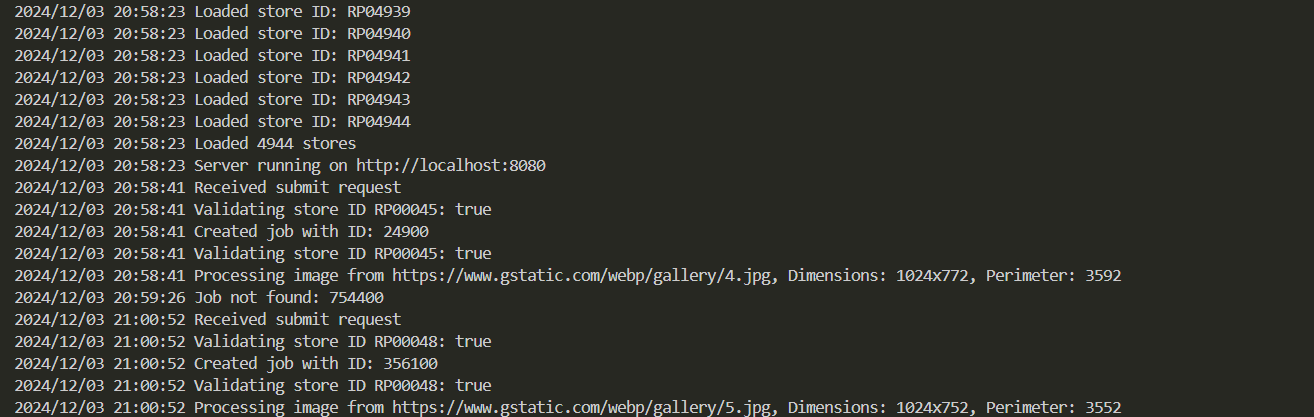 2024/12/03 20:58:23 Loaded store ID: RP04939
2024/12/03 20:58:23 Loaded store ID: RP04940
2024/12/03 20:58:23 Loaded store ID: RP04941
2024/12/03 20:58:23 Loaded store ID: RP04942
2024/12/03 20:58:23 Loaded store ID: RP04943
2024/12/03 20:58:23 Loaded store ID: RP04944
2024/12/03 20:58:23 Loaded 4944 stores
2024/12/03 20:58:23 Server running on http://localhost:8080
2024/12/03 20:58:41 Received submit request
2024/12/03 20:58:41 Validating store ID RP00045: true
2024/12/03 20:58:41 Created job with ID: 24900
2024/12/03 20:58:41 Validating store ID RP00045: true
2024/12/03 20:58:41 Processing image from https://www.gstatic.com/webp/gallery/4.jpg, Dimensions: 1024x772, Perimeter: 3592
2024/12/03 20:59:26 Job not found: 754400
2024/12/03 21:00:52 Received submit request
2024/12/03 21:00:52 Validating store ID RP00048: true
2024/12/03 21:00:52 Created job with ID: 356100
2024/12/03 21:00:52 Validating store ID RP00048: true
2024/12/03 21:00:52 Processing image from https://www.gstatic.com/webp/gallery/5.jpg, Dimensions: 1024x752, Perimeter: 3552